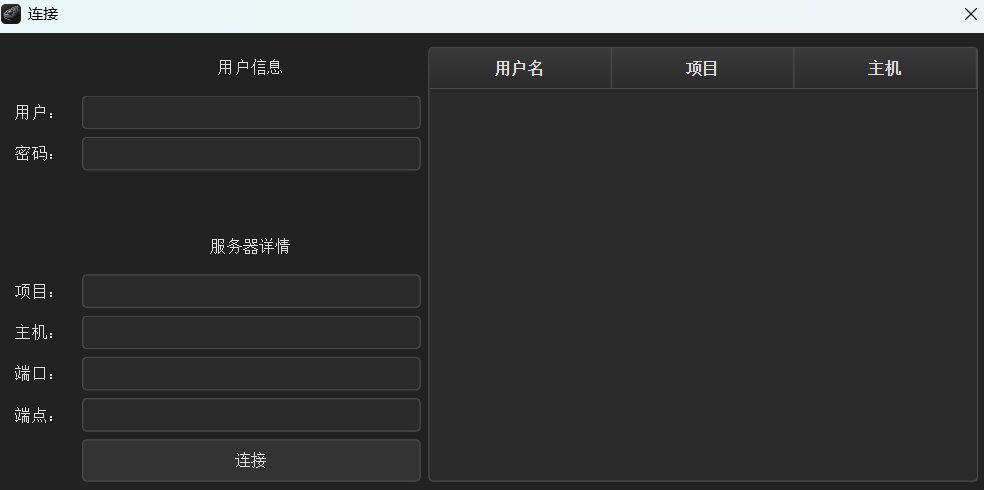 连接
用户信息
用户:
密码:
服务器详情
项目:
主机:
端口:
端点:
连接
用户名 项目 主机